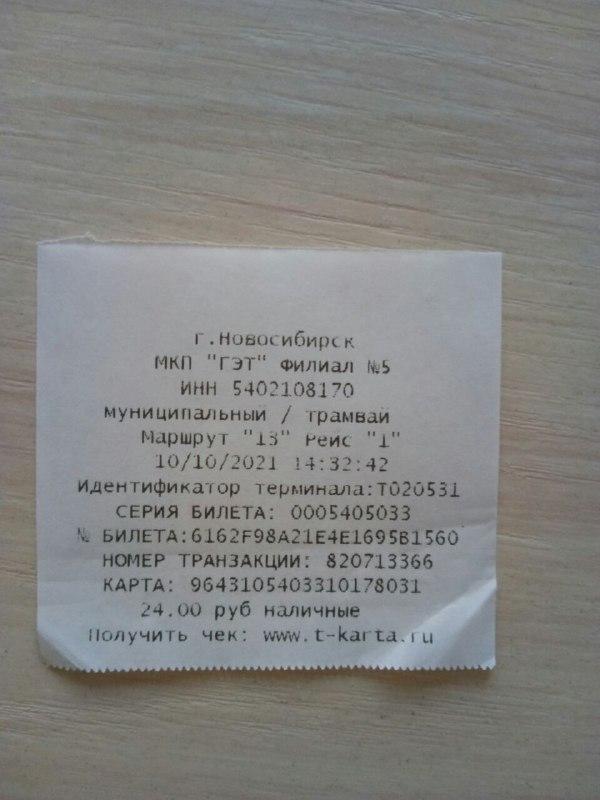 г.Новосибирск
МКП "ГЭТ" Филиал №5
ИНН 5402108170
муниципальный / трамвай
Маршрут "13" Рейс "1"
10/10/2021 14:32:42
Идентификатор терминала:T020531
СЕРИЯ БИЛЕТА: 0005405033
№ БИЛЕТА:6162F98A21E4E1695B1560
НОМЕР ТРАНЗАКЦИИ: 820713366
КАРТА: 9643105403310178031
24.00 руб наличные
Получить чек: www.t-karta.ru